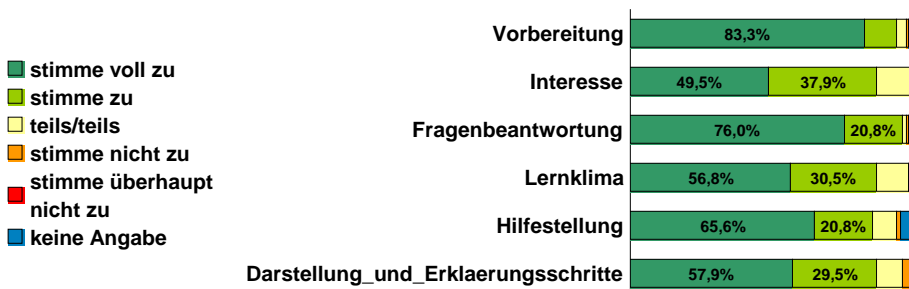 stimme voll zu
stimme zu
teils/teils
stimme nicht zu
stimme überhaupt
nicht zu
keine Angabe
Vorbereitung 83,3%
Interesse 49,5% 37,9%
Fragenbeantwortung 76,0% 20,8%
Lernklima 56,8% 30,5%
Hilfestellung 65,6% 20,8%
Darstellung_und_Erklaerungsschritte 57,9% 29,5%